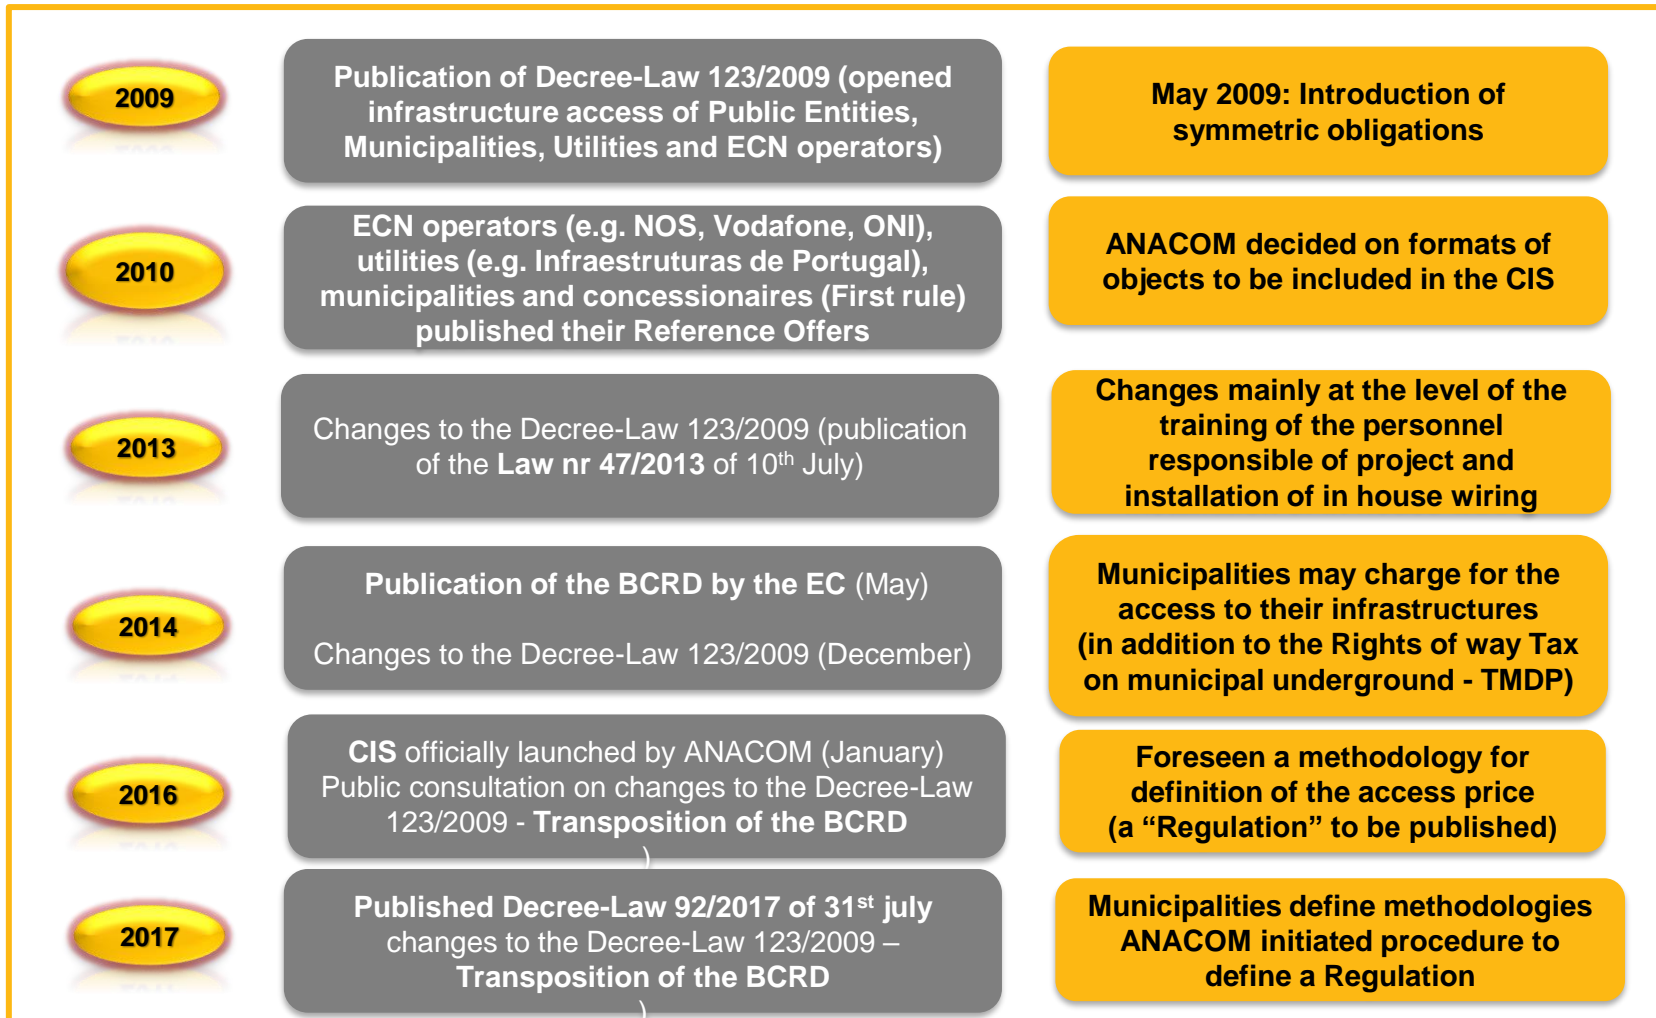 2009
Publication of Decree-Law 123/2009 (opened
infrastructure access of Public Entities,
Municipalities, Utilities and ECN operators)
May 2009: Introduction of
symmetric obligations
2010
ECN operators (e.g. NOS, Vodafone, ONI),
utilities (e.g. Infraestruturas de Portugal),
municipalities and concessionaires (First rule)
published their Reference Offers
ANACOM decided on formats of
objects to be included in the CIS
2013
Changes to the Decree-Law 123/2009 (publication
of the Law nr 47/2013 of 10th July)
Changes mainly at the level of the
training of the personnel
responsible of project and
installation of in house wiring
2014
Publication of the BCRD by the EC (May)
Changes to the Decree-Law 123/2009 (December)
Municipalities may charge for the
access to their infrastructures
(in addition to the Rights of way Tax
on municipal underground - TMDP)
2016
CIS officially launched by ANACOM (January)
Public consultation on changes to the Decree-Law
123/2009 - Transposition of the BCRD
)
Foreseen a methodology for
definition of the access price
(a “Regulation” to be published)
2017
Published Decree-Law 92/2017 of 31st july
changes to the Decree-Law 123/2009 –
Transposition of the BCRD
)
Municipalities define methodologies
ANACOM initiated procedure to
define a Regulation